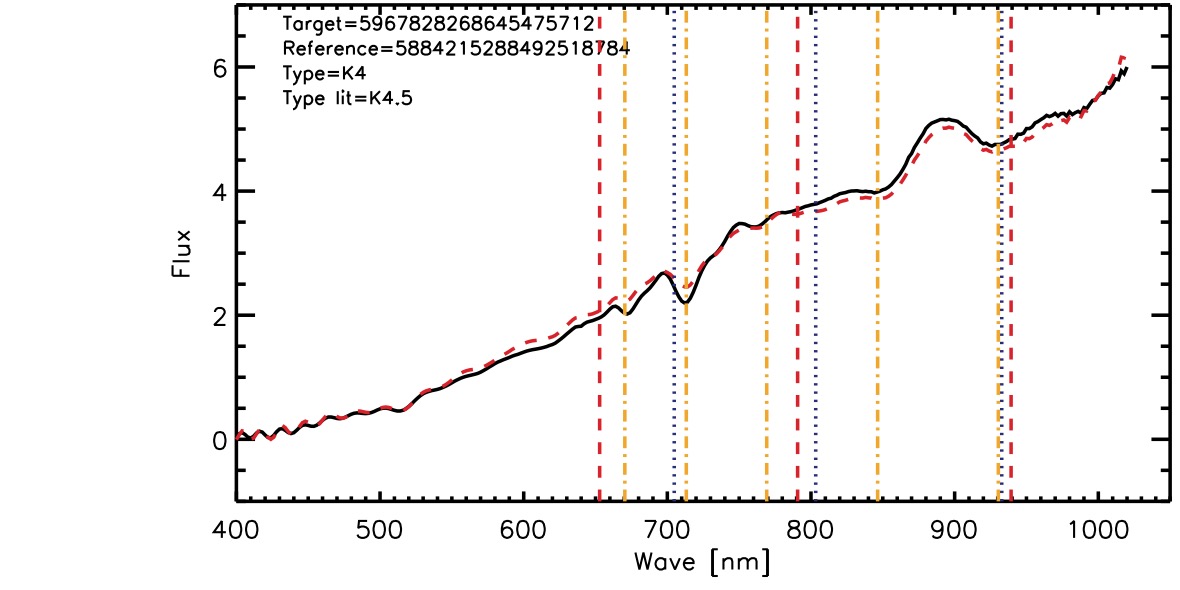 Target=5967828268645475712
Reference=5884215288492518784
Type=K4
Type lit=K4.5
6
4
2
0
Flux
400 500 600 700 800 900 1000
Wave [nm]